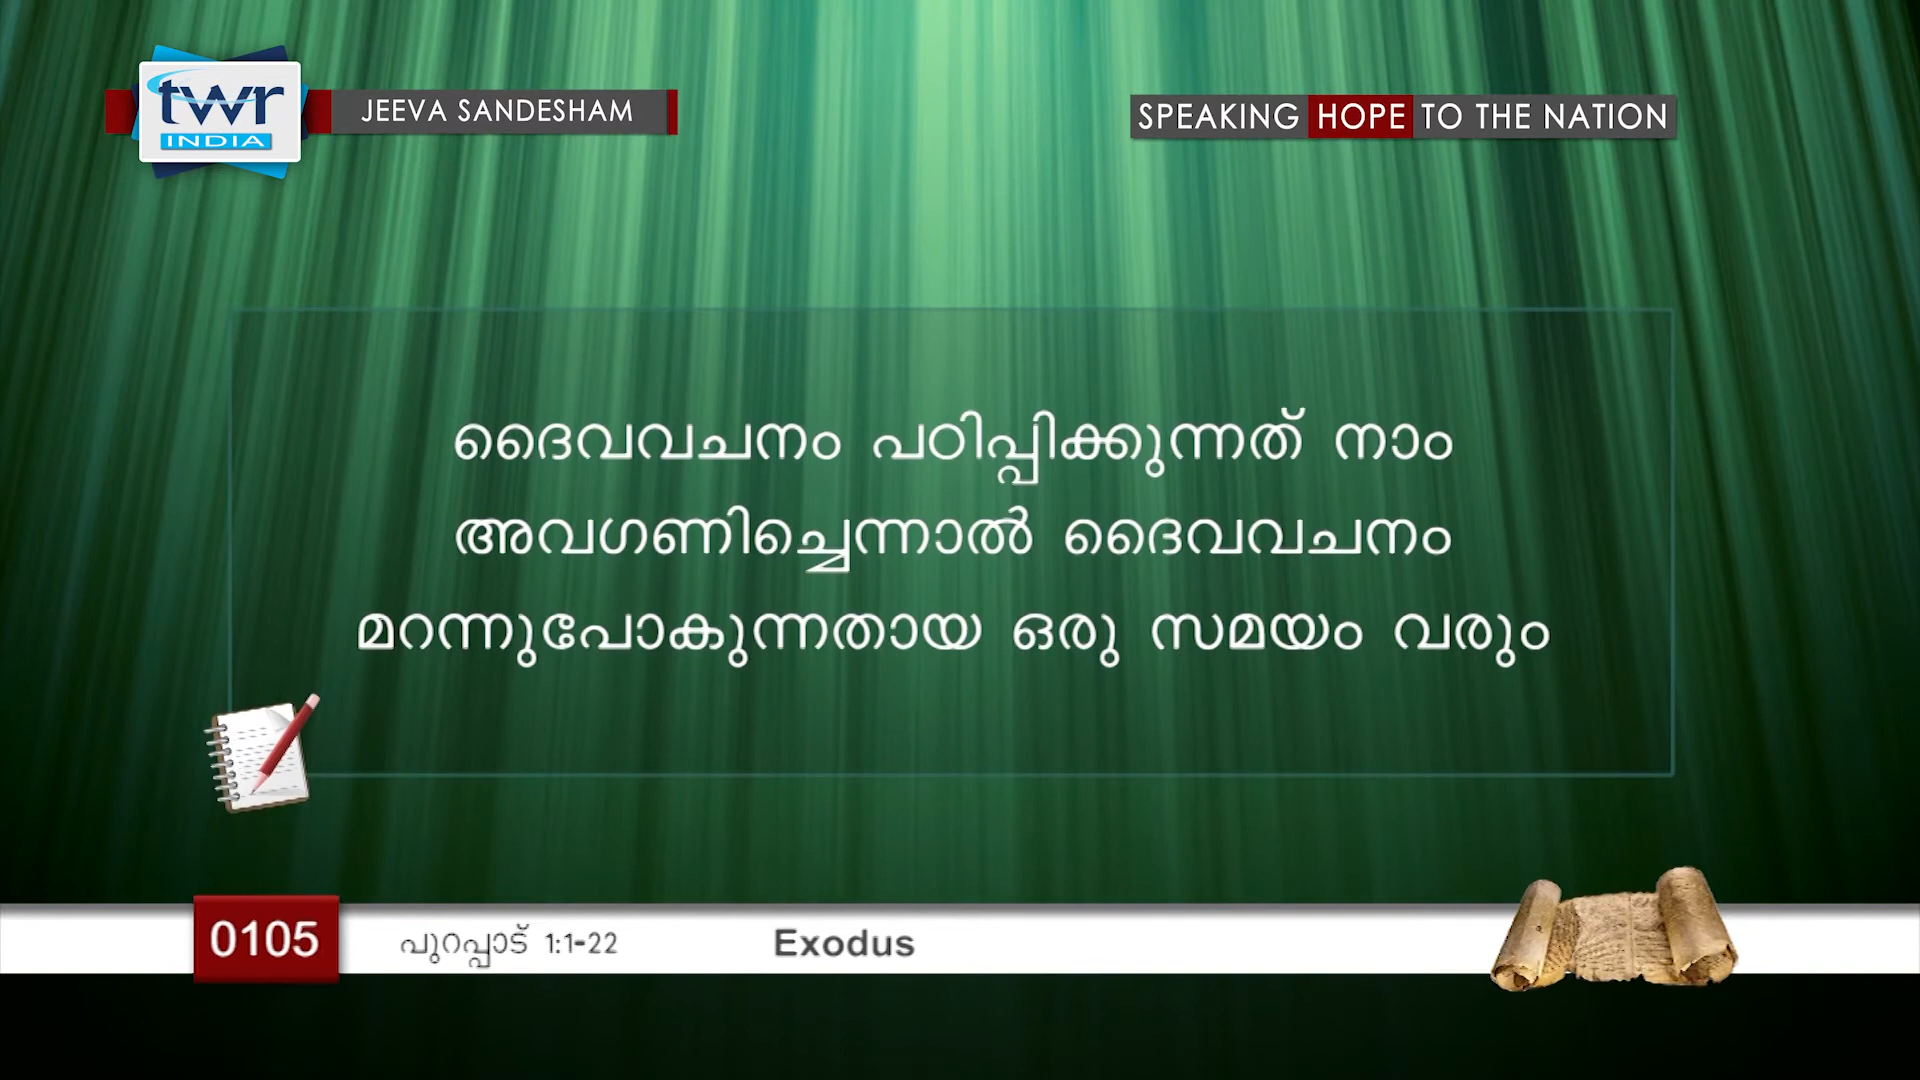 twr
INDIA
JEEVA SANDESHAM
SPEAKING HOPE TO THE NATION
ദൈവവചനം പഠിപ്പിക്കുന്നത് നാം
അവഗണിച്ചെന്നാൽ ദൈവവചനം
മറന്നുപോകുന്നതായ ഒരു സമയം വരും
0105 പുറപ്പാട് 1:1-22 Exodus